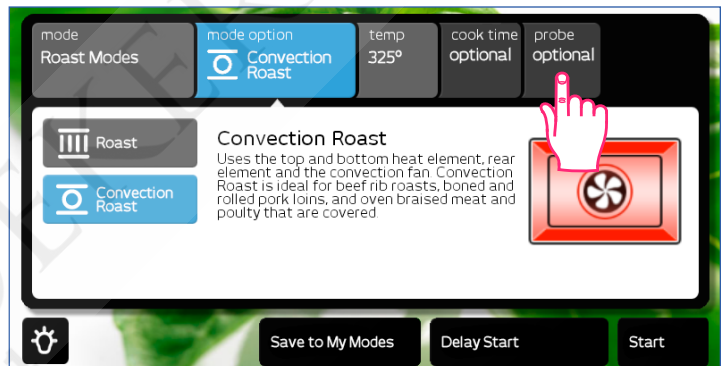 mode
Roast Modes
mode option
Convection
Roast
temp
325°
cook time
optional
probe
optional
Roast
Convection
Roast
Convection Roast
Uses the top and bottom heat element, rear
element and the convection fan. Convection
Roast is ideal for beef rib roasts, boned and
rolled pork loins, and oven braised meat and
poulty that are covered.
Save to My Modes
Delay Start
Start